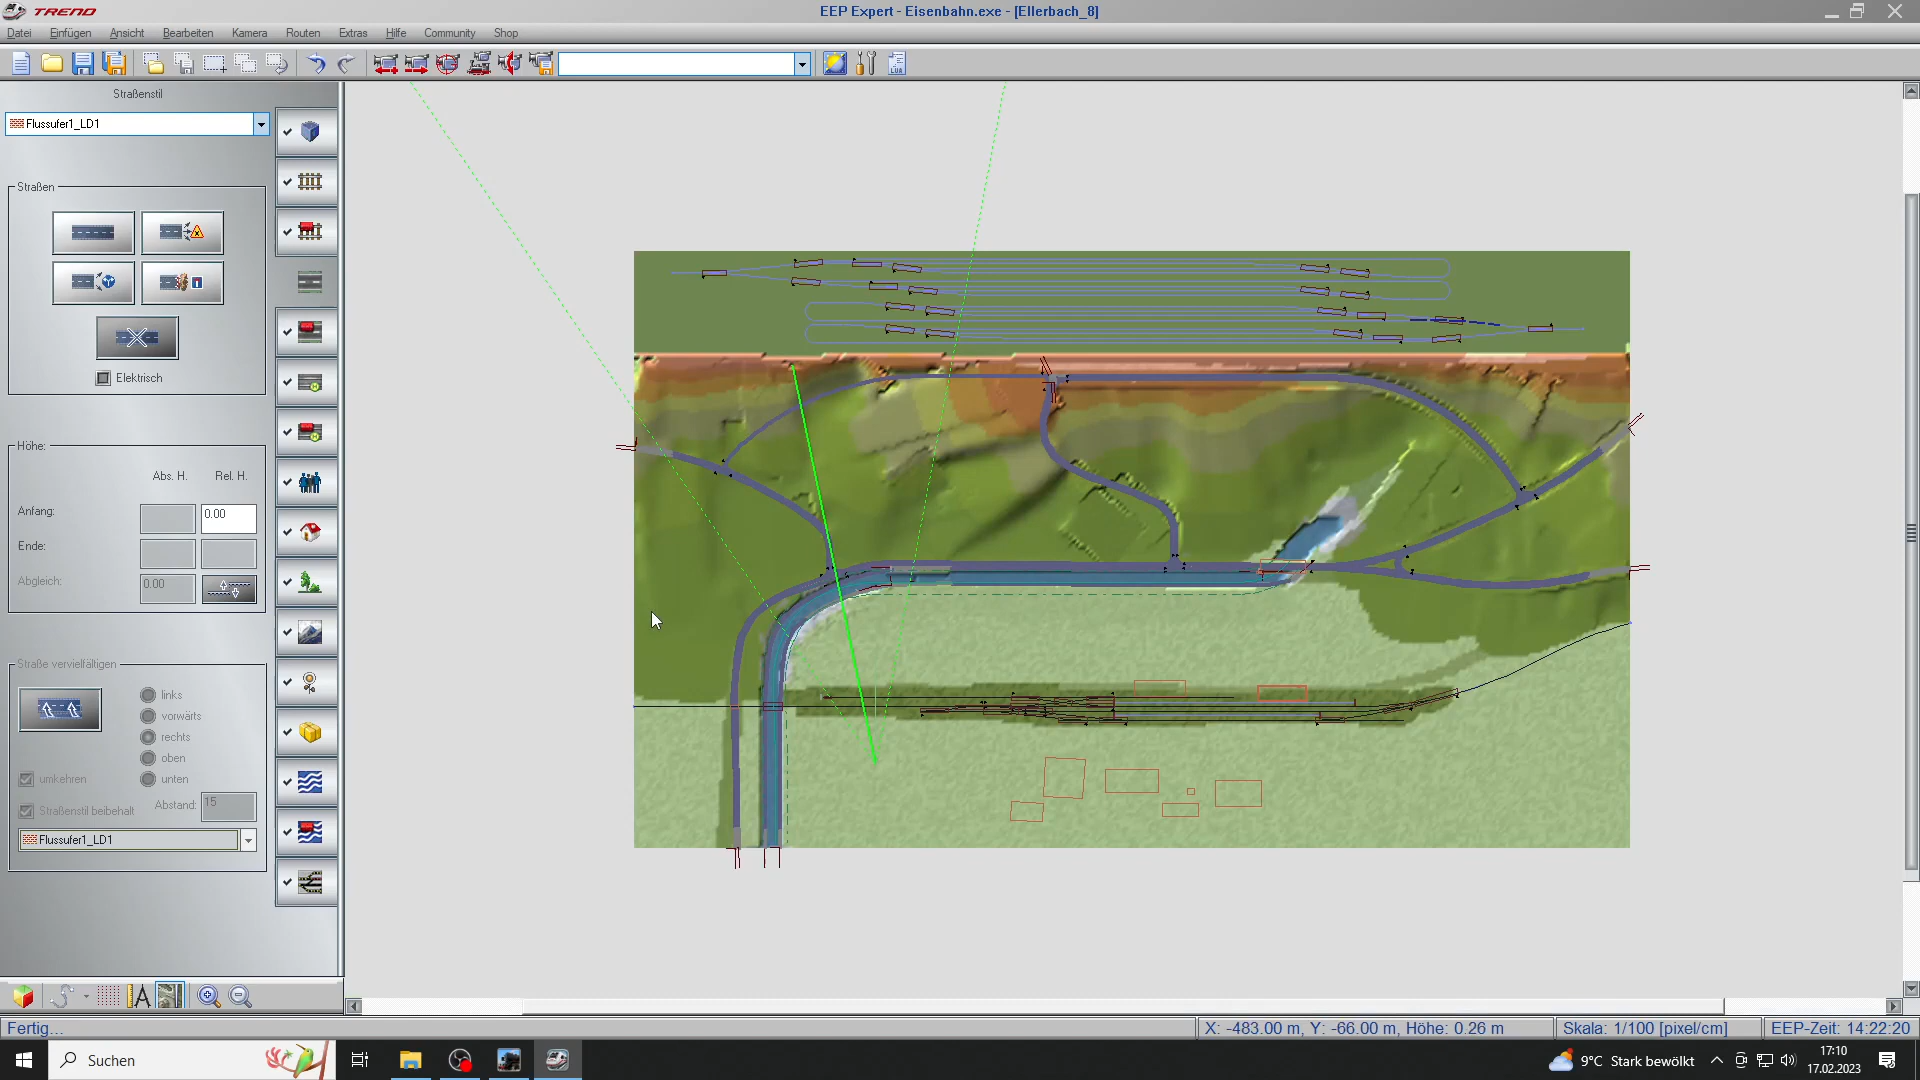 TREND
EEP Expert - Eisenbahn.exe - [Ellerbach_8]
Datei Einfügen Ansicht Bearbeiten Kamera Routen Extras Hilfe Community Shop
LUA
Straßenstil
Flussufer1_LD1
Straßen
Elektrisch
Höhe:
Abs. H. Rel. H.
Anfang: 0.00
Ende:
Abgleich: 0.00
Straße vervielfältigen
links
vorwärts
rechts
oben
umkehren unten
Straßenstil beibehalt Abstand: 15
Flussufer1_LD1
Fertig...
X: -483.00 m, Y: -66.00 m, Höhe: 0.26 m
Skala: 1/100 [pixel/cm]
EEP-Zeit: 14:22:20
Suchen
9°C Stark bewölkt
17:10
17.02.2023